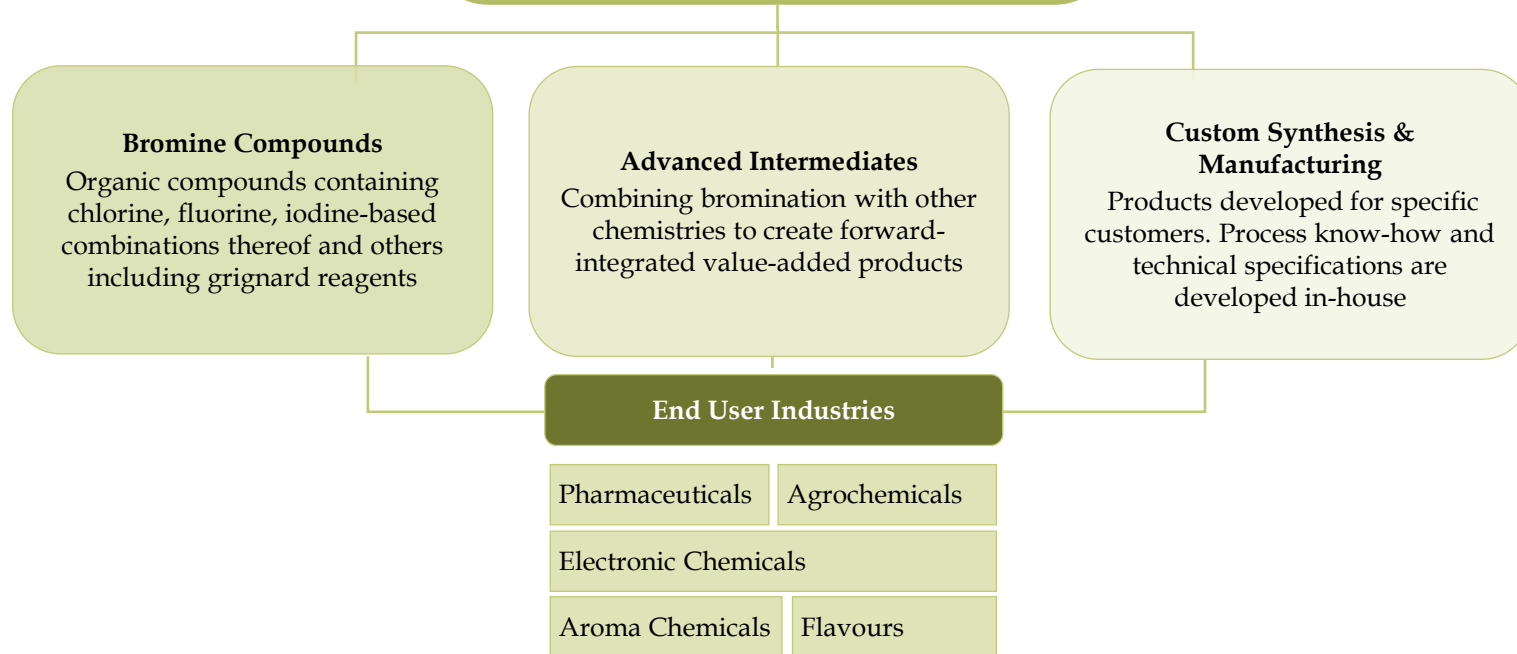 Bromine Compounds
Organic compounds containing
chlorine, fluorine, iodine-based
combinations thereof and others
including grignard reagents
Advanced Intermediates
Combining bromination with other
chemistries to create forward-
integrated value-added products
Custom Synthesis &
Manufacturing
Products developed for specific
customers. Process know-how and
technical specifications are
developed in-house
End User Industries
Pharmaceuticals
Agrochemicals
Electronic Chemicals
Aroma Chemicals
Flavours